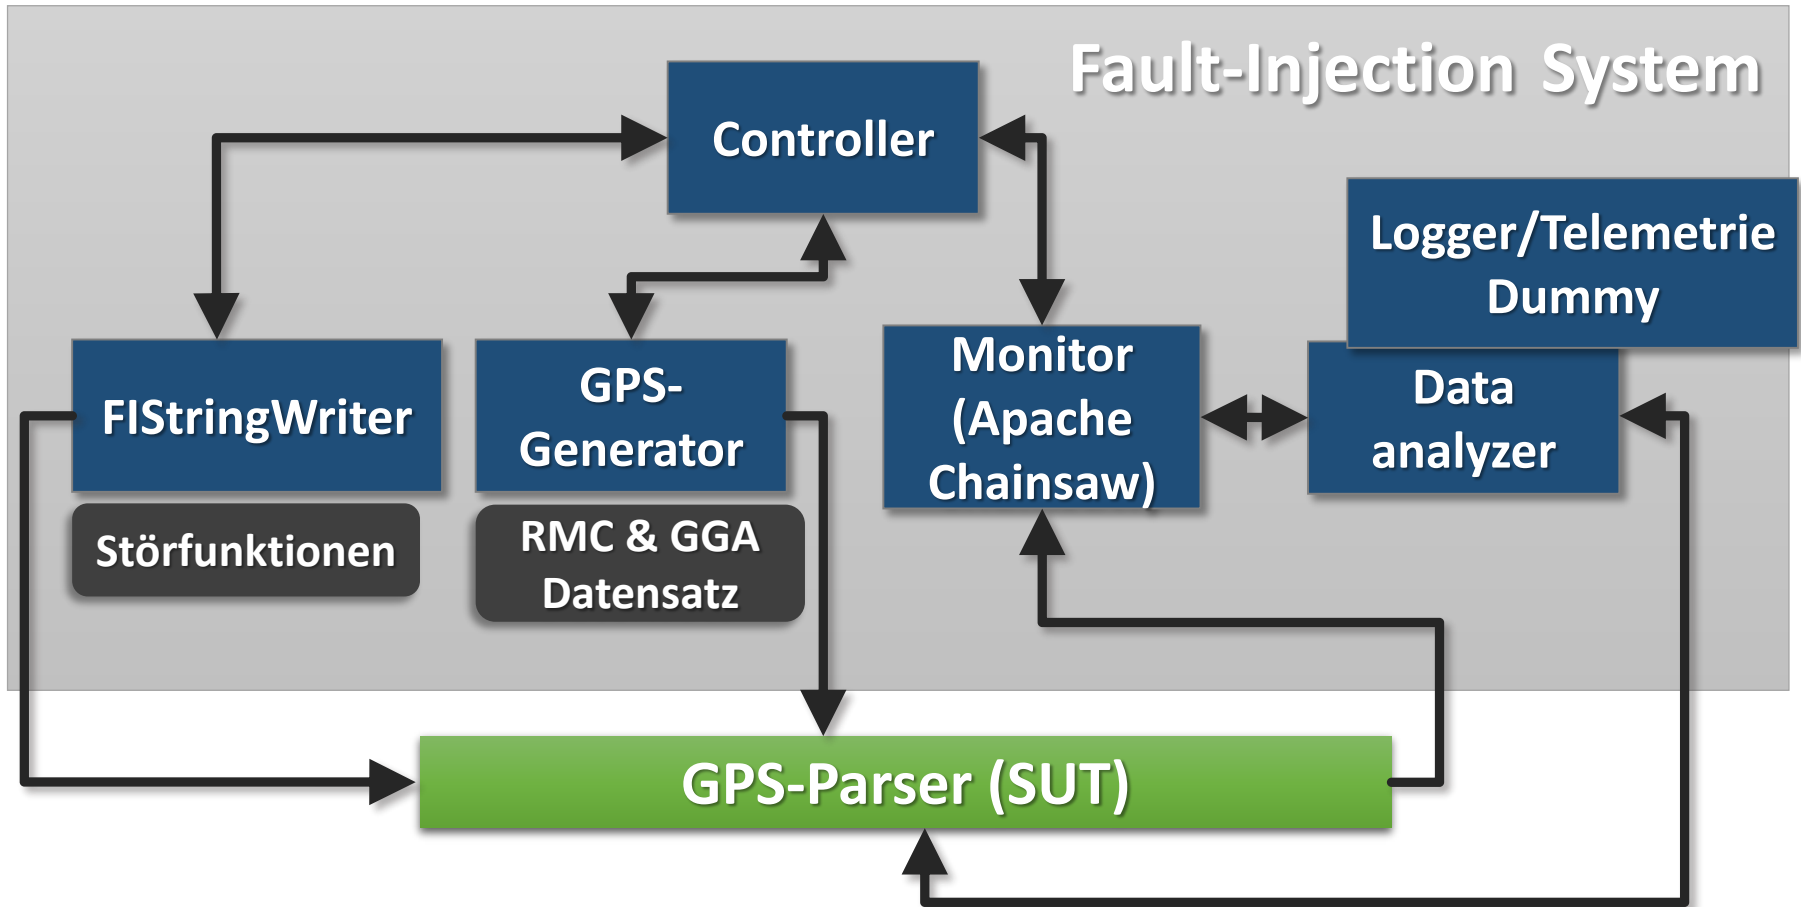 Fault-Injection System
Controller
Logger/Telemetrie
Dummy
FIStringWriter
GPS-
Generator
Monitor
(Apache
Chainsaw)
Data
analyzer
Störfunktionen
RMC & GGA
Datensatz
GPS-Parser (SUT)